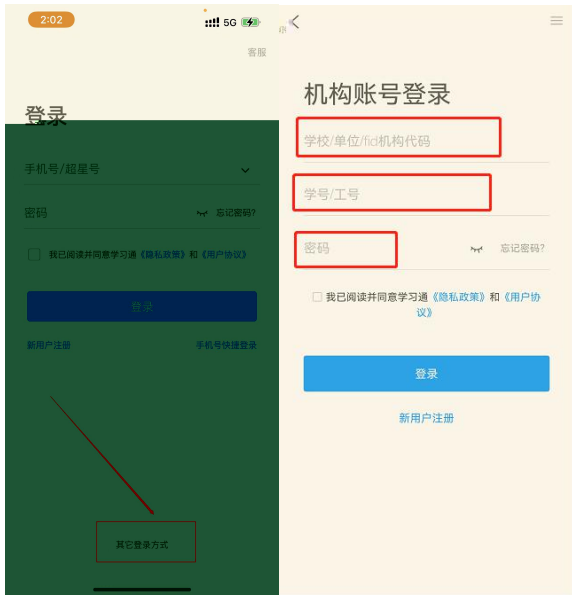 2:02
5G
客服
登录
手机号/超星号
密码
忘记密码?
我已阅读并同意学习通《隐私政策》和《用户协议》
登录
新用户注册
手机号快捷登录
其它登录方式
机构账号登录
学校/单位/fid机构代码
学号/工号
密码
忘记密码?
我已阅读并同意学习通《隐私政策》和《用户协
议》
登录
新用户注册